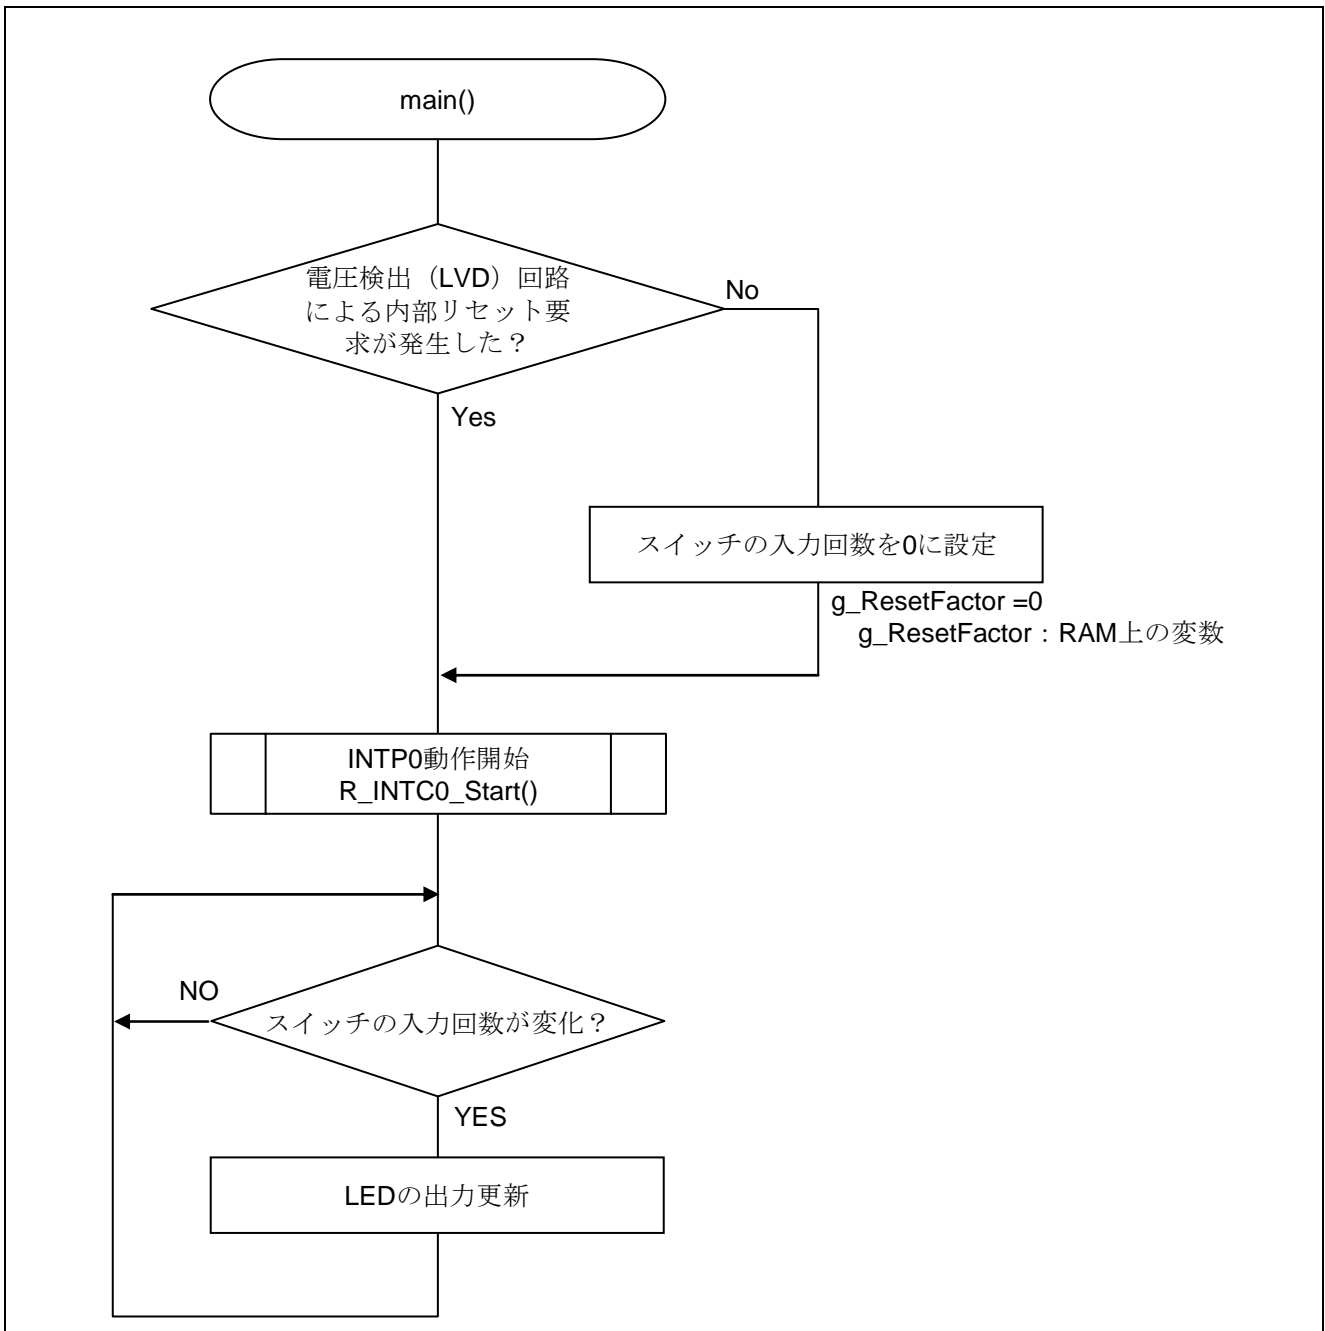 main()
電圧検出（LVD）回路
による内部リセット要
求が発生した？
No
Yes
スイッチの入力回数を0に設定
g_ResetFactor =0
g_ResetFactor：RAM上の変数
INTP0動作開始
R_INTC0_Start()
NO
スイッチの入力回数が変化？
YES
LEDの出力更新